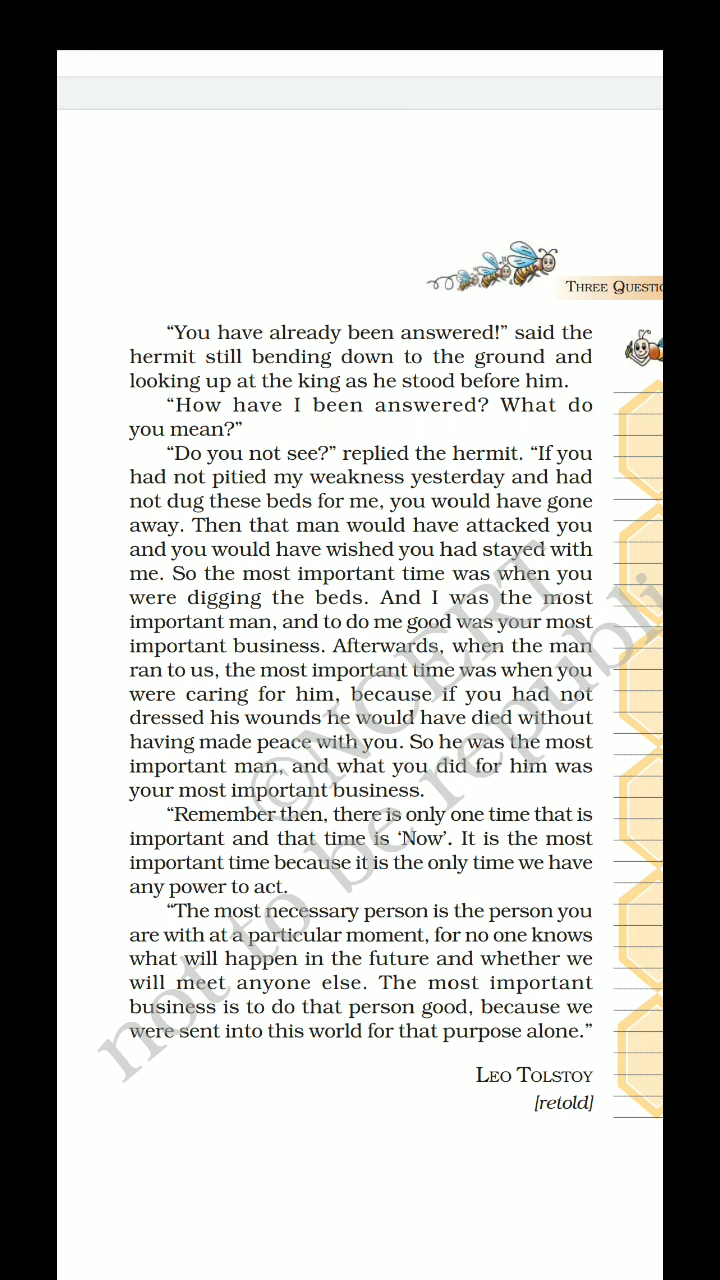 THREE QUESTIO
“You have already been answered!” said the
hermit still bending down to the ground and
looking up at the king as he stood before him.
“How have I been answered? What do
you mean?”
“Do you not see?” replied the hermit. “If you
had not pitied my weakness yesterday and had
not dug these beds for me, you would have gone
away. Then that man would have attacked you
and you would have wished you had stayed with
me. So the most important time was when you
were digging the beds. And I was the most
important man, and to do me good was your most
important business. Afterwards, when the man
ran to us, the most important time was when you
were caring for him, because if you had not
dressed his wounds he would have died without
having made peace with you. So he was the most
important man, and what you did for him was
your most important business.
“Remember then, there is only one time that is
important and that time is ‘Now’. It is the most
important time because it is the only time we have
any power to act.
“The most necessary person is the person you
are with at a particular moment, for no one knows
what will happen in the future and whether we
will meet anyone else. The most important
business is to do that person good, because we
were sent into this world for that purpose alone.”
LEO TOLSTOY
[retold]
©NCERT
not to be republi